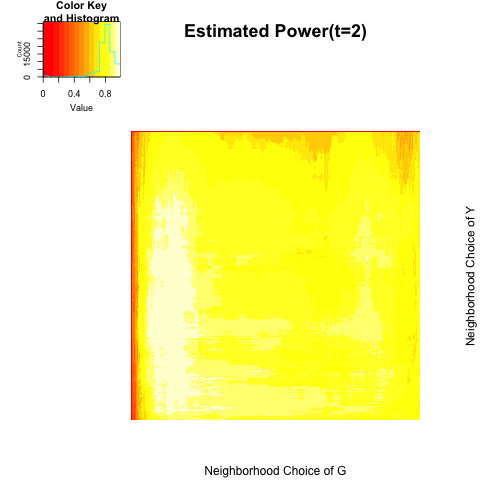 Color Key
and Histogram
Estimated Power(t=2)
Count
0 15000
0 0.4 0.8
Value
Neighborhood Choice of Y
Neighborhood Choice of G